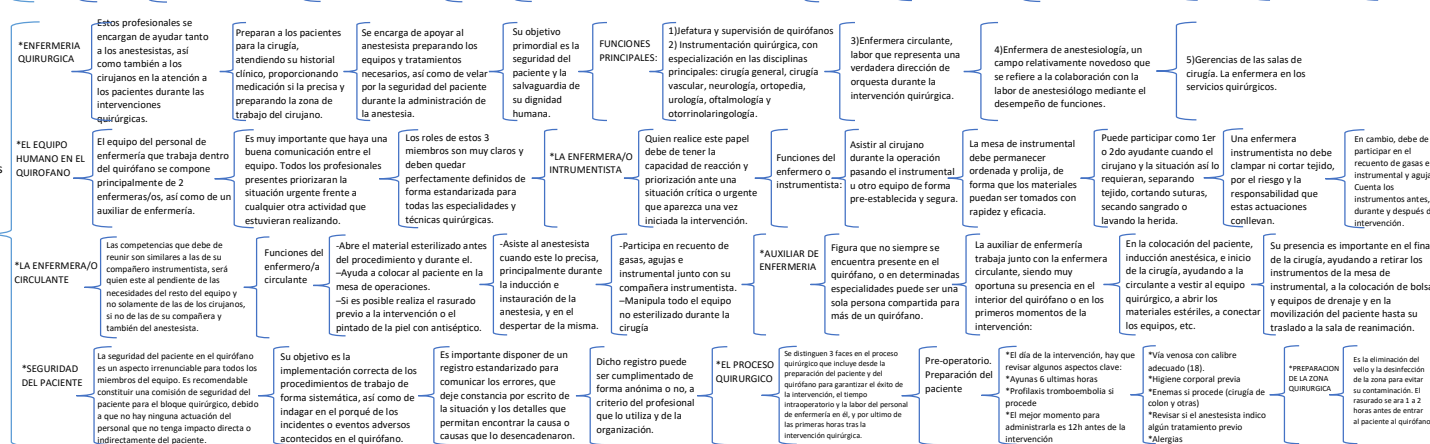 *ENFERMERIA
QUIRURGICA
Estos profesionales se
encargan de ayudar tanto
a los anestesistas, así
como también a los
cirujanos en la atención a
los pacientes durante las
intervenciones
quirúrgicas.
Preparan a los pacientes
para la cirugía,
atendiendo su historial
clínico, proporcionando
medicación si la precisa y
preparando la zona de
trabajo del cirujano.
Se encarga de apoyar al
anestesista preparando los
equipos y tratamientos
necesarios, así como de velar
por la seguridad del paciente
durante la administración de
la anestesia.
Su objetivo
primordial es la
seguridad del
paciente y la
salvaguardia de
su dignidad
humana.
FUNCIONES
PRINCIPALES:
1)Jefatura y supervisión de quirófanos
2) Instrumentación quirúrgica, con
especialización en las disciplinas
principales: cirugía general, cirugía
vascular, neurología, ortopedia,
urología, oftalmología y
otorrinolaringología.
3)Enfermera circulante,
labor que representa una
verdadera dirección de
orquesta durante la
intervención quirúrgica.
4)Enfermera de anestesiología, un
campo relativamente novedoso que
se refiere a la colaboración con la
labor de anestesiólogo mediante el
desempeño de funciones.
5)Gerencias de las salas de
cirugía. La enfermera en los
servicios quirúrgicos.
s
*EL EQUIPO
HUMANO EN EL
QUIROFANO
El equipo del personal de
enfermería que trabaja dentro
del quirófano se compone
principalmente de 2
enfermeras/os, así como de un
auxiliar de enfermería.
Es muy importante que haya una
buena comunicación entre el
equipo. Todos los profesionales
presentes priorizaran la
situación urgente frente a
cualquier otra actividad que
estuvieran realizando.
Los roles de estos 3
miembros son muy claros y
deben quedar
perfectamente definidos de
forma estandarizada para
todas las especialidades y
técnicas quirúrgicas.
*LA ENFERMERA/O
INTRUMENTISTA
Quien realice este papel
debe de tener la
capacidad de reacción y
priorización ante una
situación crítica o urgente
que aparezca una vez
iniciada la intervención.
Funciones del
enfermero o
instrumentista:
Asistir al cirujano
durante la operación
pasando el instrumental
u otro equipo de forma
pre-establecida y segura.
La mesa de instrumental
debe permanecer
ordenada y prolija, de
forma que los materiales
puedan ser tomados con
rapidez y eficacia.
Puede participar como 1er
o 2do ayudante cuando el
cirujano y la situación así lo
requieran, separando
tejido, cortando suturas,
secando sangrado o
lavando la herida.
Una enfermera
instrumentista no debe
clampar ni cortar tejido,
por el riesgo y la
responsabilidad que
estas actuaciones
conllevan.
En cambio, debe de
participar en el
recuento de gasas e
instrumental y aguja
Cuenta los
instrumentos antes,
durante y después d
intervención.
*LA ENFERMERA/O
CIRCULANTE
Las competencias que debe de
reunir son similares a las de su
compañero instrumentista, será
quien este al pendiente de las
necesidades del resto del equipo y
no solamente de las de los cirujanos,
si no de las de su compañera y
también del anestesista.
Funciones del
enfermero/a
circulante
-Abre el material esterilizado antes
del procedimiento y durante el.
–Ayuda a colocar al paciente en la
mesa de operaciones.
–Si es posible realiza el rasurado
previo a la intervención o el
pintado de la piel con antiséptico.
-Asiste al anestesista
cuando este lo precisa,
principalmente durante
la inducción e
instauración de la
anestesia, y en el
despertar de la misma.
-Participa en recuento de
gasas, agujas e
instrumental junto con su
compañera instrumentista.
–Manipula todo el equipo
no esterilizado durante la
cirugía
*AUXILIAR DE
ENFERMERIA
Figura que no siempre se
encuentra presente en el
quirófano, o en determinadas
especialidades puede ser una
sola persona compartida para
más de un quirófano.
La auxiliar de enfermería
trabaja junto con la enfermera
circulante, siendo muy
oportuna su presencia en el
interior del quirófano o en los
primeros momentos de la
intervención:
En la colocación del paciente,
inducción anestésica, e inicio
de la cirugía, ayudando a la
circulante a vestir al equipo
quirúrgico, a abrir los
materiales estériles, a conectar
los equipos, etc.
Su presencia es importante en el fina
de la cirugía, ayudando a retirar los
instrumentos de la mesa de
instrumental, a la colocación de bolsa
y equipos de drenaje y en la
movilización del paciente hasta su
traslado a la sala de reanimación.
*SEGURIDAD
DEL PACIENTE
La seguridad del paciente en el quirófano
es un aspecto irrenunciable para todos los
miembros del equipo. Es recomendable
constituir una comisión de seguridad del
paciente para el bloque quirúrgico, debido
a que no hay ninguna actuación del
personal que no tenga impacto directa o
indirectamente del paciente.
Su objetivo es la
implementación correcta de los
procedimientos de trabajo de
forma sistemática, así como de
indagar en el porqué de los
incidentes o eventos adversos
acontecidos en el quirófano.
Es importante disponer de un
registro estandarizado para
comunicar los errores, que
deje constancia por escrito de
la situación y los detalles que
permitan encontrar la causa o
causas que lo desencadenaron.
Dicho registro puede
ser cumplimentado de
forma anónima o no, a
criterio del profesional
que lo utiliza y de la
organización.
*EL PROCESO
QUIRURGICO
Se distinguen 3 faces en el proceso
quirúrgico que incluye desde la
preparación del paciente y del
quirófano para garantizar el éxito de
la intervención, el tiempo
intraoperatorio y la labor del personal
de enfermería en él, y por ultimo de
las primeras horas tras la
intervención quirúrgica.
Pre-operatorio.
Preparación del
paciente
*El día de la intervención, hay que
revisar algunos aspectos clave:
*Ayunas 6 ultimas horas
*Profilaxis tromboembolia si
procede
*El mejor momento para
administrarla es 12h antes de la
intervención
*Vía venosa con calibre
adecuado (18).
*Higiene corporal previa
*Enemas si procede (cirugía de
colon y otras)
*Revisar si el anestesista indico
algún tratamiento previo
*Alergias
*PREPARACION
DE LA ZONA
QUIRURGICA
Es la eliminación del
vello y la desinfección
de la zona para evitar
su contaminación. El
rasurado se ara 1 a 2
horas antes de entrar
al paciente al quirófano